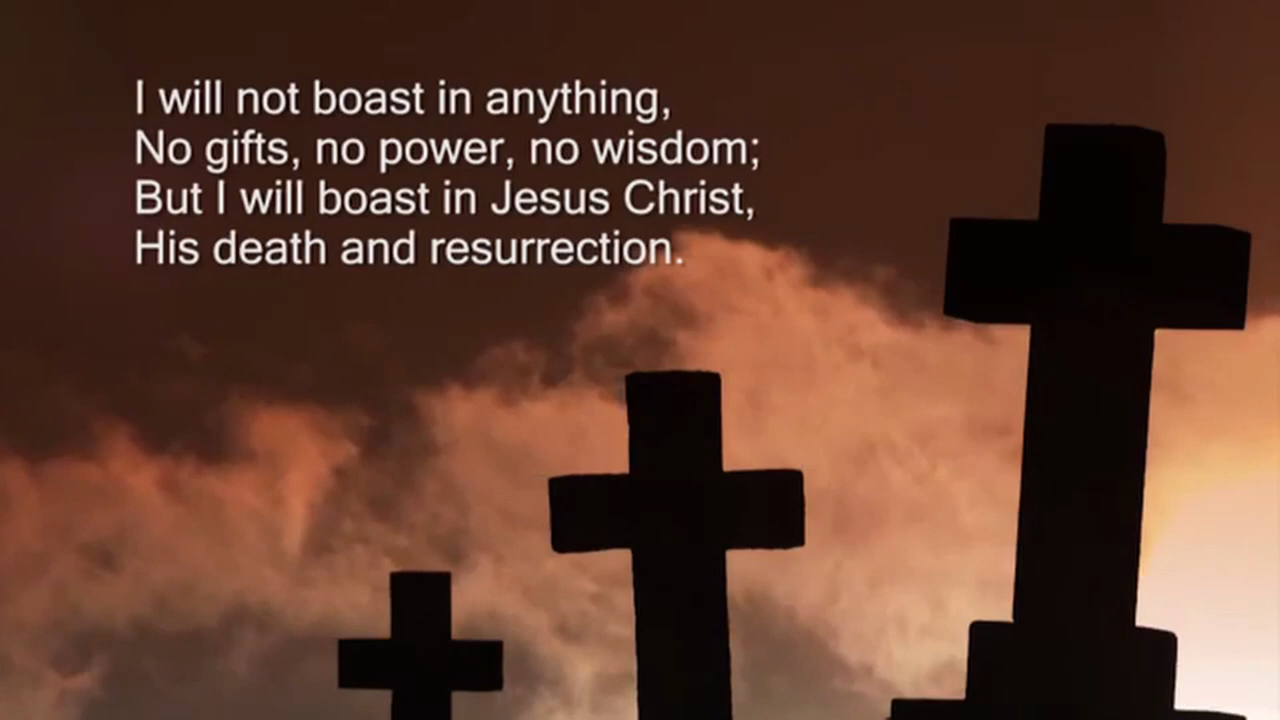 I will not boast in anything,
No gifts, no power, no wisdom;
But I will boast in Jesus Christ,
His death and resurrection.